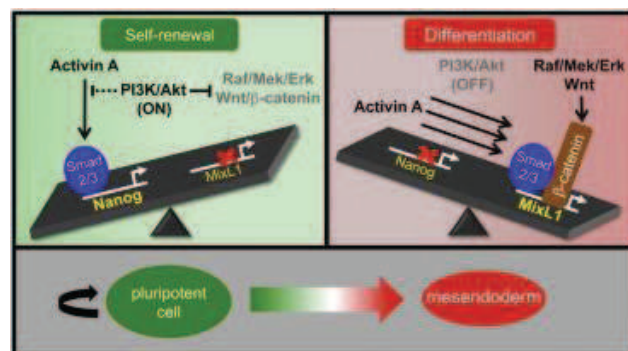 Self-renewal
Activin A
PI3K/Akt
(ON)
Raf/Mek/Erk
Wnt/β-catenin
Smad
2/3
Nanog
MixL1
Differentiation
PI3K/Akt
(OFF)
Raf/Mek/Erk
Wnt
Activin A
Nanog
Smad
2/3
β-catenin
MixL1
pluripotent
cell
mesendoderm